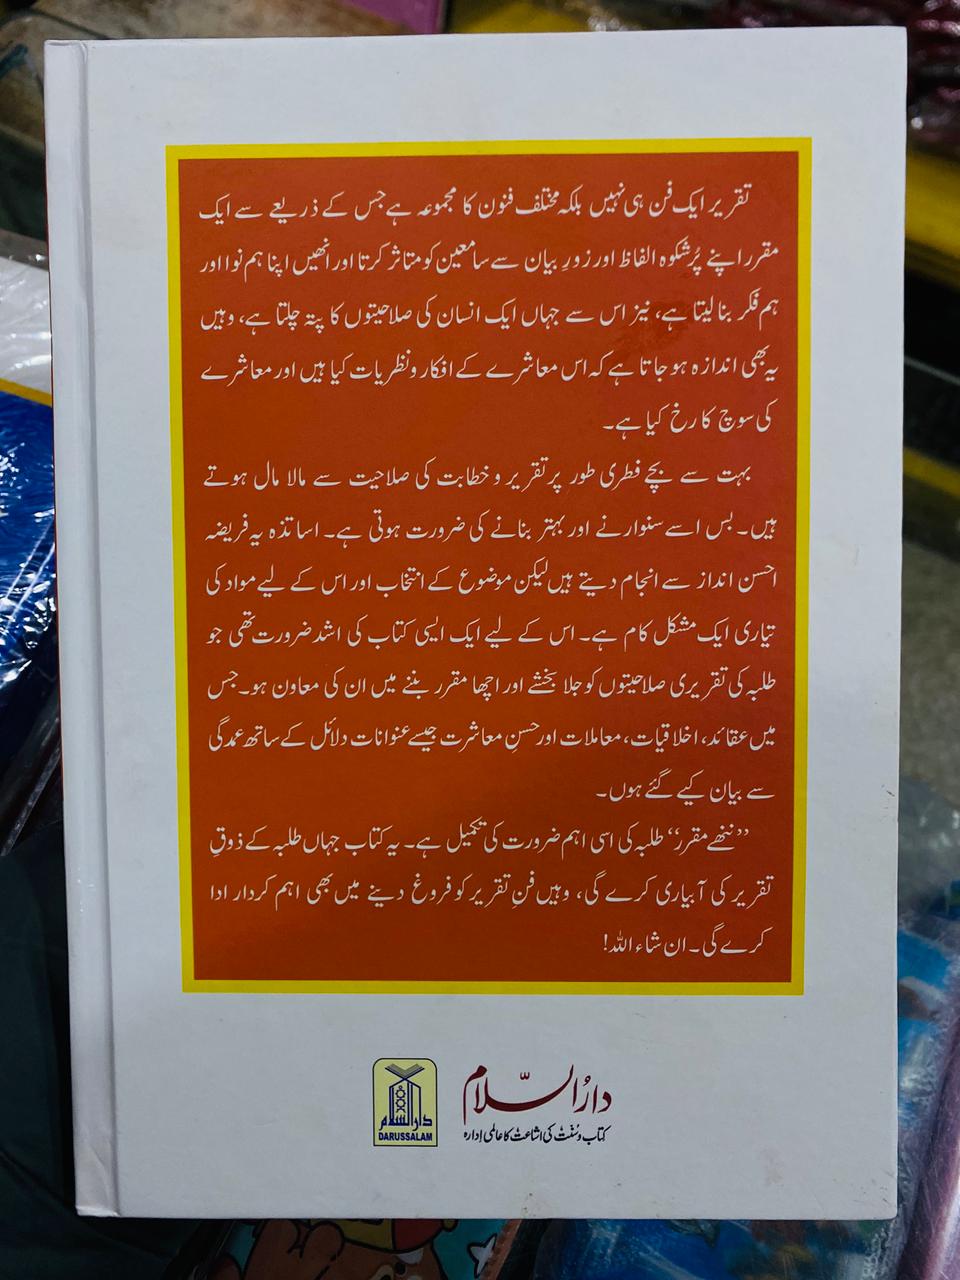 تقریر ایک فن ہی نہیں بلکہ مختلف فنون کا مجموعہ ہے جس کے ذریعے سے ایک
مقرر اپنے پُرشکوہ الفاظ اور زورِ بیان سے سامعین کو متاثر کرتا اور انھیں اپنا ہم نوا اور
ہم فکر بنا لیتا ہے، نیز اس سے جہاں ایک انسان کی صلاحیتوں کا پتہ چلتا ہے، وہیں
یہ بھی اندازہ ہو جاتا ہے کہ اس معاشرے کے افکار و نظریات کیا ہیں اور معاشرے
کی سوچ کا رخ کیا ہے۔
بہت سے بچے فطری طور پر تقریر و خطابت کی صلاحیت سے مالا مال ہوتے
ہیں۔ بس اسے سنوارنے اور بہتر بنانے کی ضرورت ہوتی ہے۔ اساتذہ یہ فریضہ
احسن انداز سے انجام دیتے ہیں لیکن موضوع کے انتخاب اور اس کے لیے مواد کی
تیاری ایک مشکل کام ہے۔ اس کے لیے ایک ایسی کتاب کی اشد ضرورت تھی جو
طلبہ کی تقریری صلاحیتوں کو جلا بخشے اور اچھا مقرر بننے میں ان کی معاون ہو۔ جس
میں عقائد، اخلاقیات، معاملات اور حسنِ معاشرت جیسے عنوانات دلائل کے ساتھ عمدگی
سے بیان کیے گئے ہوں۔
”ننھے مقرر“ طلبہ کی اسی اہم ضرورت کی تکمیل ہے۔ یہ کتاب جہاں طلبہ کے ذوقِ
تقریر کی آبیاری کرے گی، وہیں فنِ تقریر کو فروغ دینے میں بھی اہم کردار ادا
کرے گی۔ ان شاء اللہ!
دارُالسّلام
کتاب و سنّت کی اشاعت کا عالمی اِدارہ
دارالسلام
DARUSSALAM